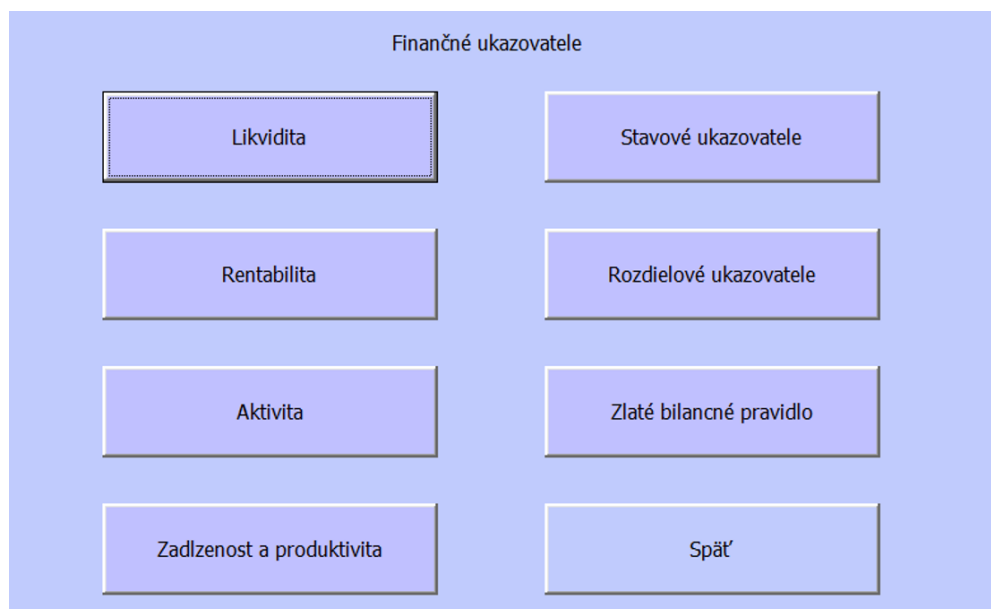 Finančné ukazovatele
Likvidita
Stavové ukazovatele
Rentabilita
Rozdielové ukazovatele
Aktivita
Zlaté bilancné pravidlo
Zadlzenost a produktivita
Späť